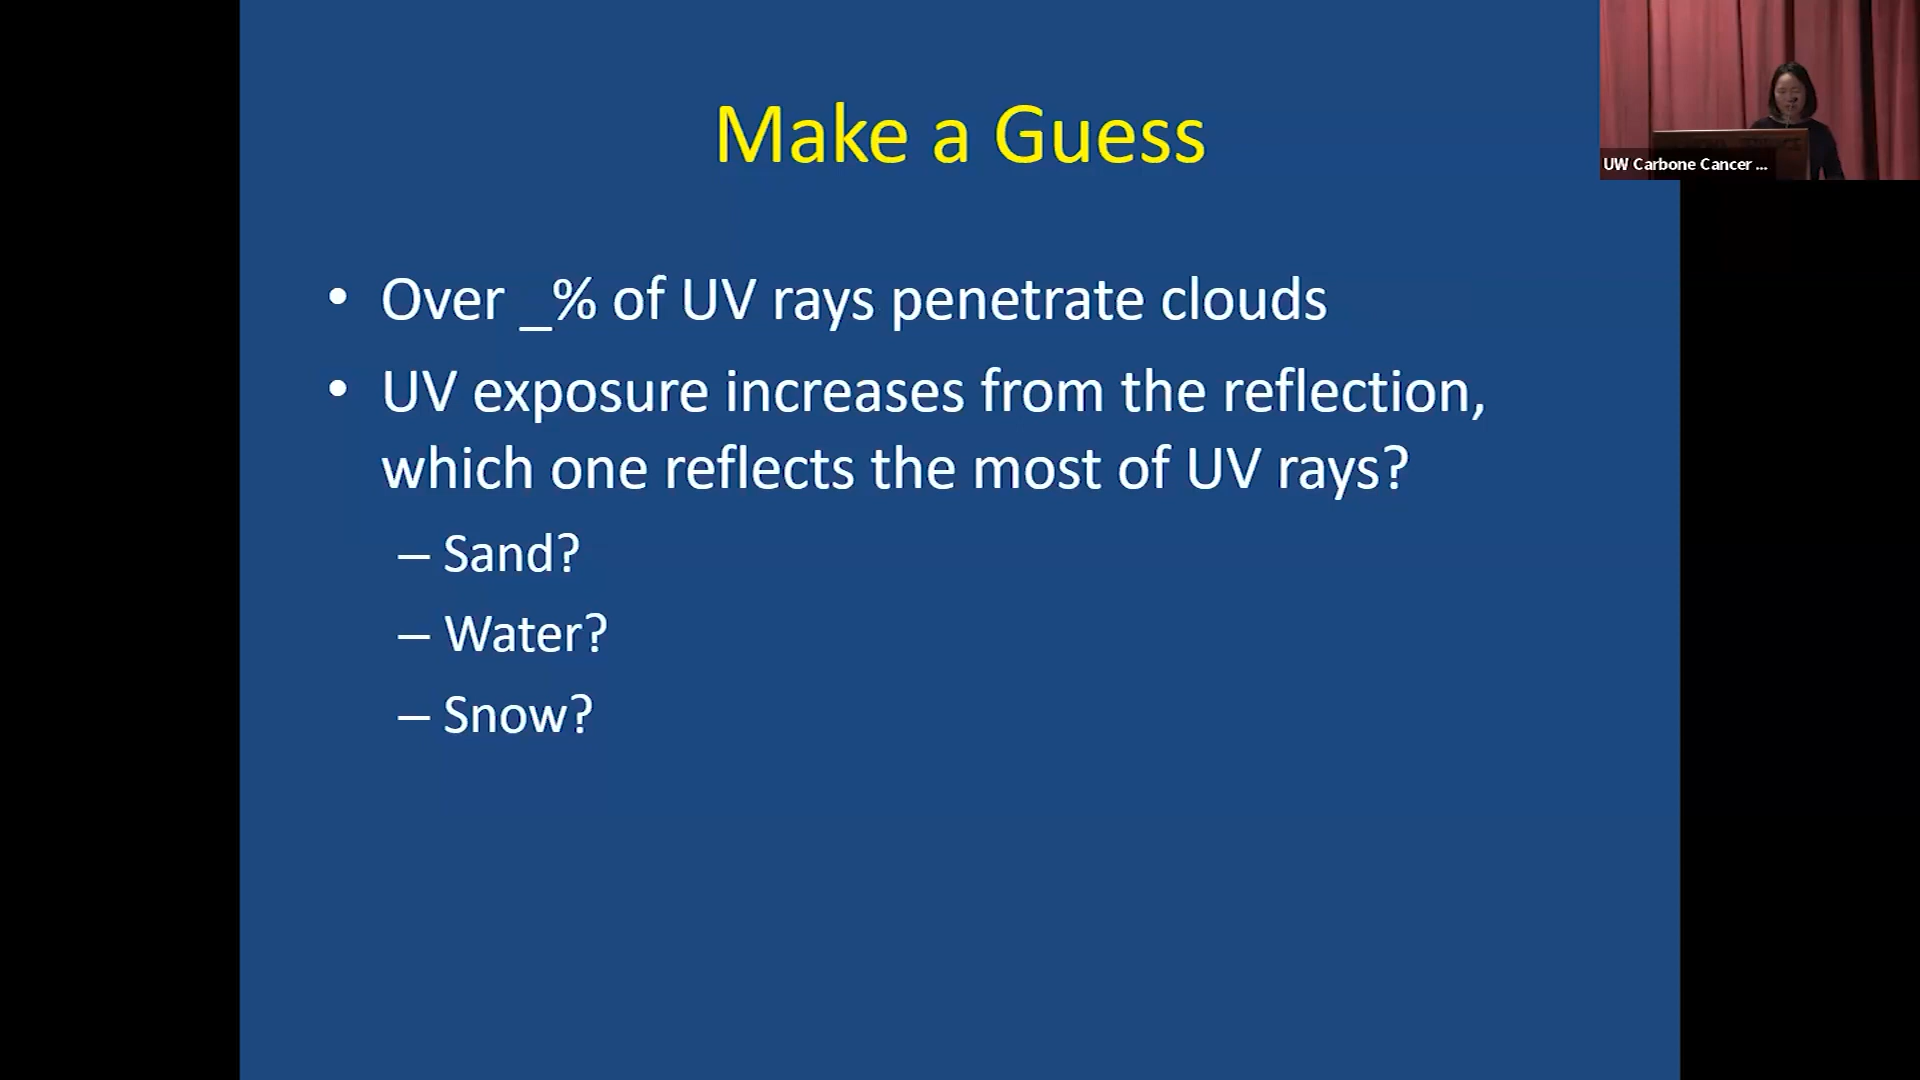 Make a Guess
UW Carbone Cancer ...
• Over _% of UV rays penetrate clouds
• UV exposure increases from the reflection,
which one reflects the most of UV rays?
– Sand?
– Water?
– Snow?